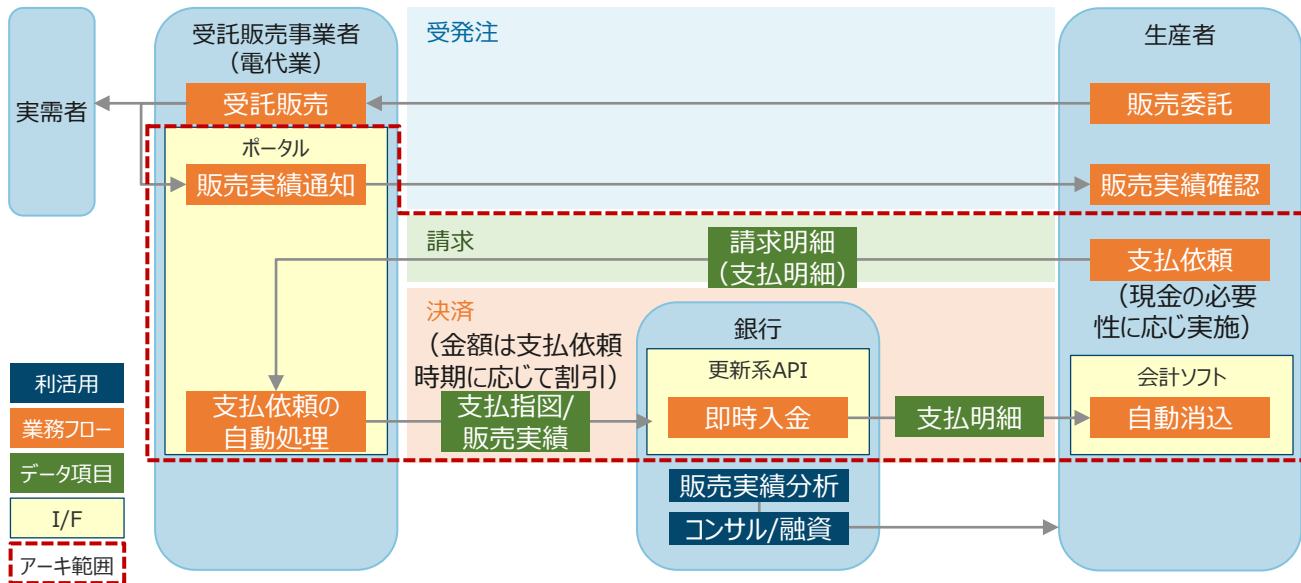 実需者
受託販売事業者
（電代業）
受託販売
ポータル
販売実績通知
支払依頼の
自動処理
受発注
請求
請求明細
（支払明細）
決済
（金額は支払依頼
時期に応じて割引）
支払指図/
販売実績
銀行
更新系API
即時入金
支払明細
販売実績分析
コンサル/融資
生産者
販売委託
販売実績確認
支払依頼
（現金の必要
性に応じ実施）
会計ソフト
自動消込
利活用
業務フロー
データ項目
I/F
アーキ範囲